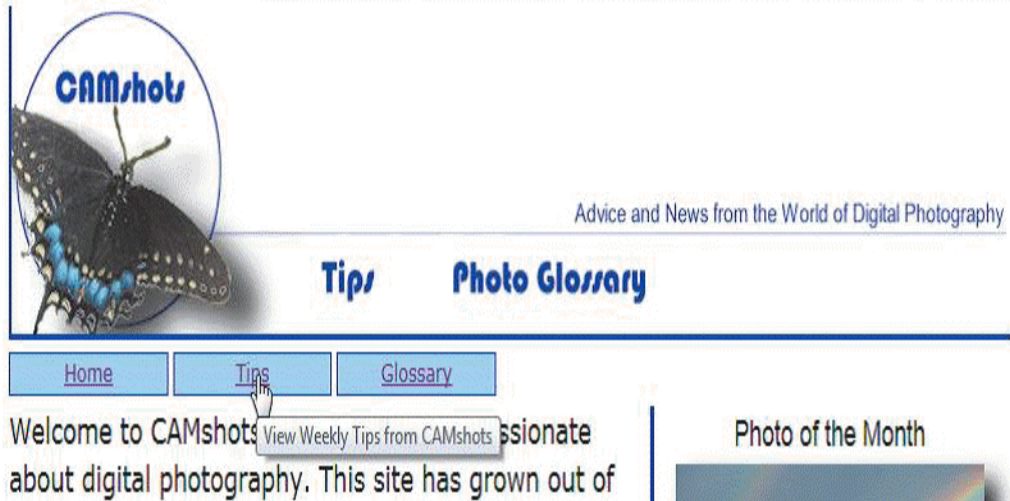 CAMshots
Advice and News from the World of Digital Photography
Tips Photo Glossary
Home Tips Glossary
Welcome to CAMshots ssionate
View Weekly Tips from CAMshots
about digital photography. This site has grown out of
Photo of the Month